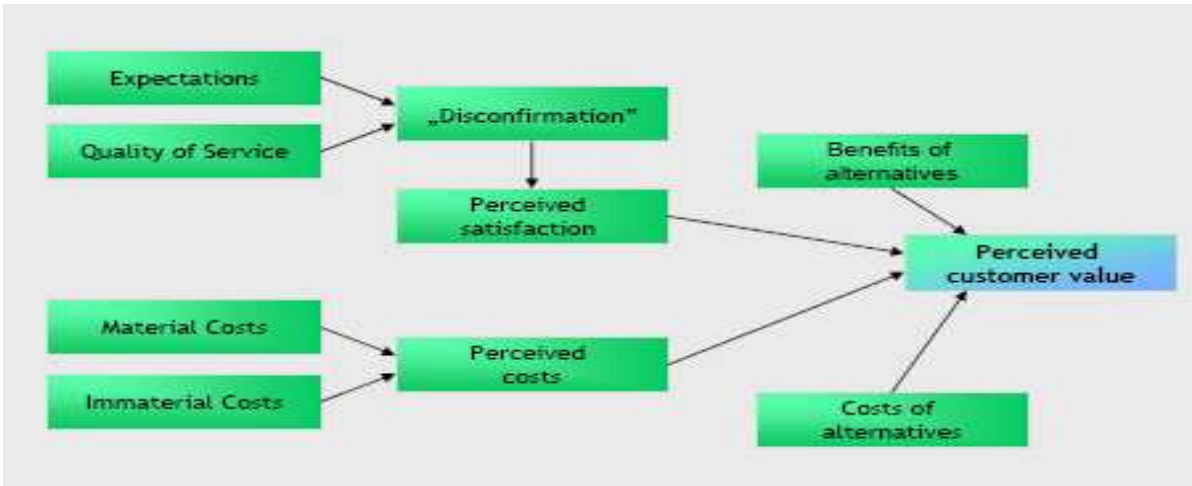 Expectations
Quality of Service
„Disconfirmation"
Perceived
satisfaction
Benefits of
alternatives
Perceived
customer value
Material Costs
Immaterial Costs
Perceived
costs
Costs of
alternatives